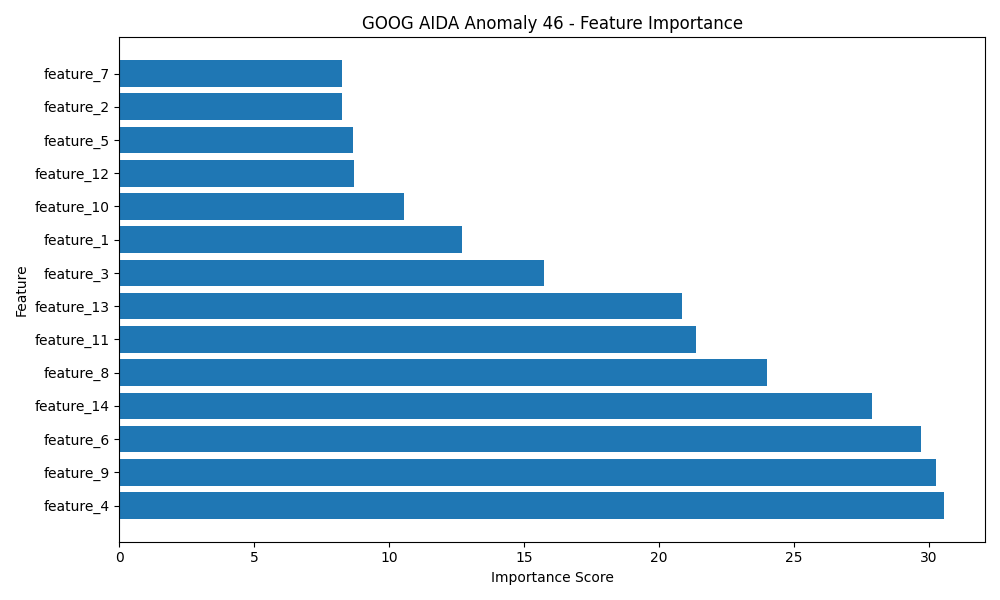 GOOG AIDA Anomaly 46 - Feature Importance
feature_7
feature_2
feature_5
feature_12
feature_10
feature_1
feature_3
feature_13
feature_11
feature_8
feature_14
feature_6
feature_9
feature_4
Feature
0 5 10 15 20 25 30
Importance Score